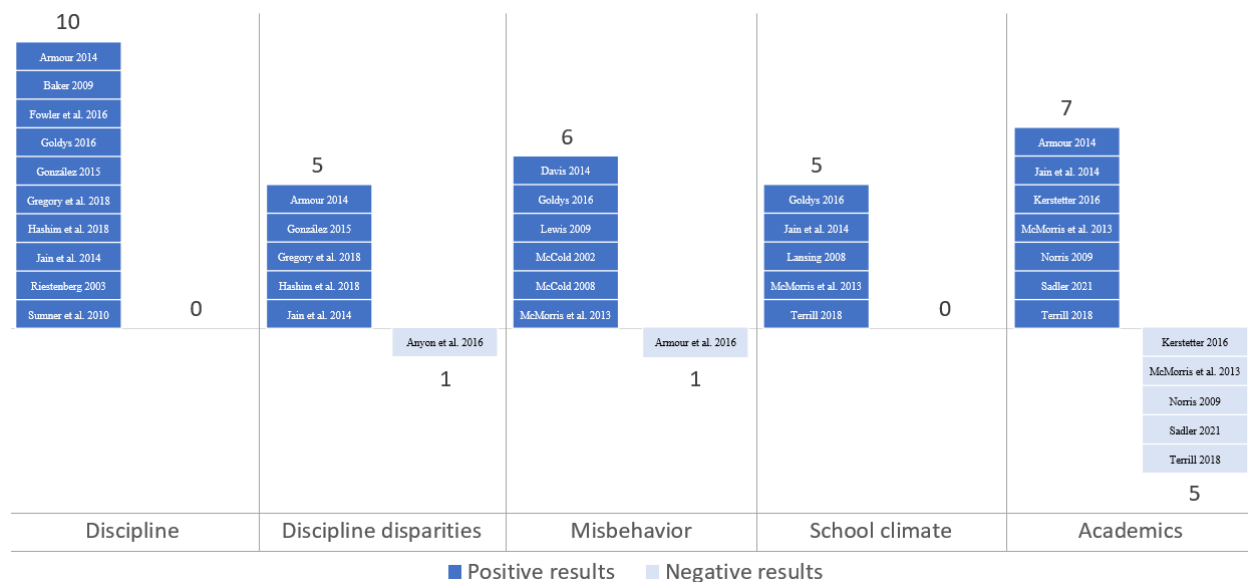 10
Armour 2014
Baker 2009
Fowler et al. 2016
Goldys 2016
González 2015
Gregory et al. 2018
Hashim et al. 2018
Jain et al. 2014
Riestenberg 2003
Sumner et al. 2010
0
5
Armour 2014
González 2015
Gregory et al. 2018
Hashim et al. 2018
Jain et al. 2014
Anyon et al. 2016
1
6
Davis 2014
Goldys 2016
Lewis 2009
McCold 2002
McCold 2008
McMorris et al. 2013
Armour et al. 2016
1
5
Goldys 2016
Jain et al. 2014
Lansing 2008
McMorris et al. 2013
Terrill 2018
0
7
Armour 2014
Jain et al. 2014
Kerstetter 2016
McMorris et al. 2013
Norris 2009
Sadler 2021
Terrill 2018
Kerstetter 2016
McMorris et al. 2013
Norris 2009
Sadler 2021
Terrill 2018
5
Discipline
Discipline disparities
Misbehavior
School climate
Academics
Positive results
Negative results